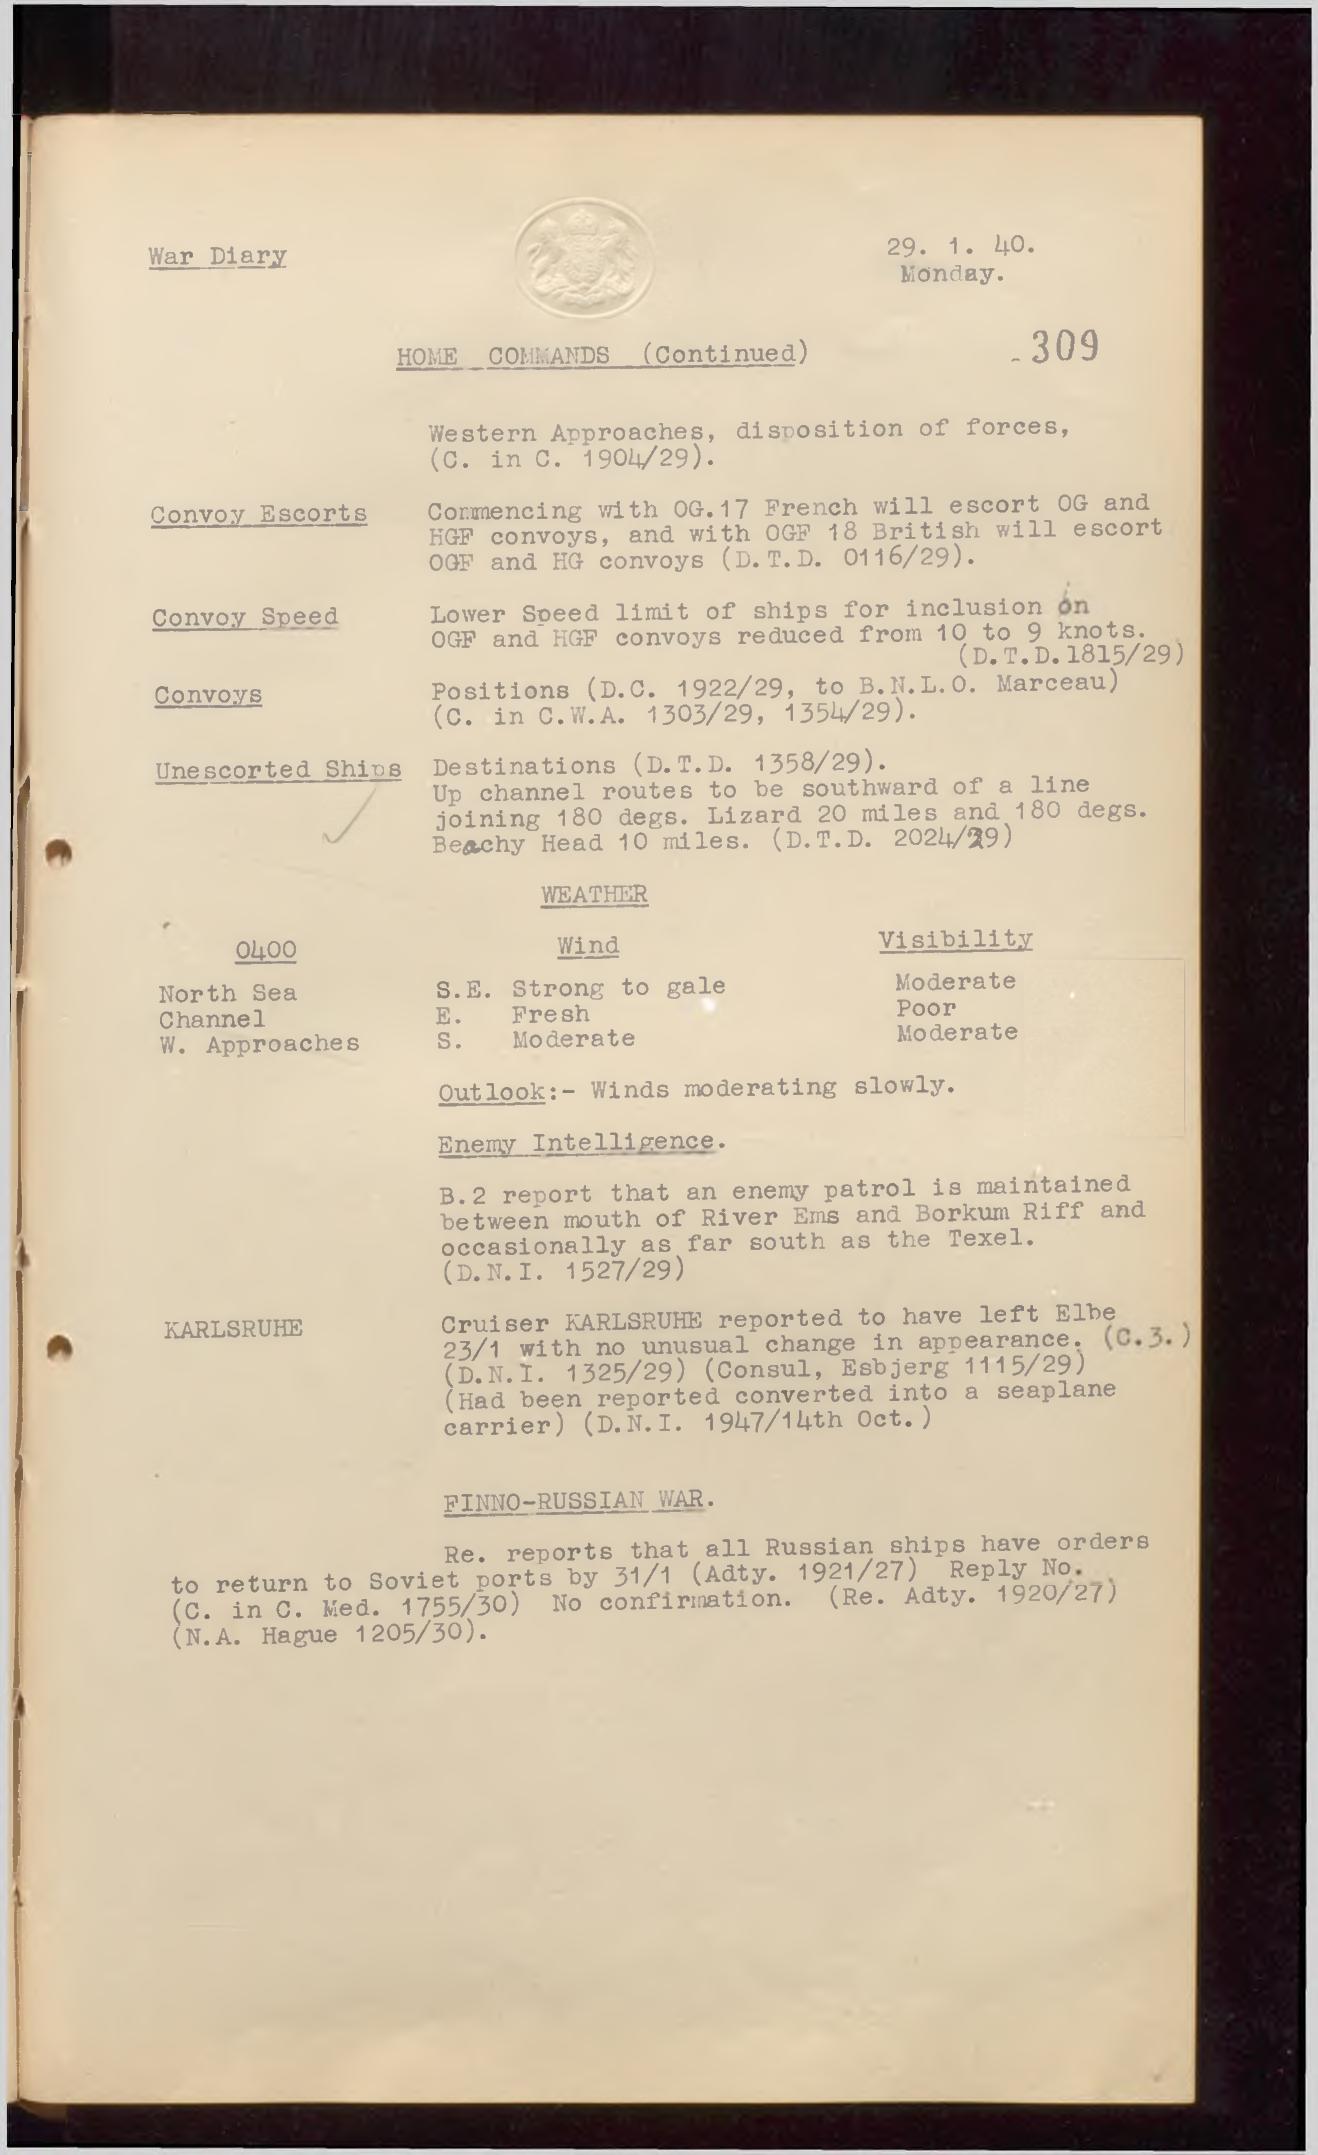 War Diary
29. 1. 40.
Monday.
HOME COMMANDS (Continued)
309
Western Approaches, disposition of forces,
(C. in C. 1904/29).
Convoy Escorts
Commencing with OG.17 French will escort OG and
HGF convoys, and with OGF 18 British will escort
OGF and HG convoys (D.T.D. 0116/29).
Convoy Speed
Lower Speed limit of ships for inclusion on
OGF and HGF convoys reduced from 10 to 9 knots.
(D.T.D.1815/29)
Convoys
Positions (D.C. 1922/29, to B.N.L.O. Marceau)
(C. in C.W.A. 1303/29, 1354/29).
Unescorted Ships
Destinations (D.T.D. 1358/29).
Up channel routes to be southward of a line
joining 180 degs. Lizard 20 miles and 180 degs.
Beachy Head 10 miles. (D.T.D. 2024/29)
WEATHER
0400 Wind Visibility
North Sea S.E. Strong to gale Moderate
Channel E. Fresh Poor
W. Approaches S. Moderate Moderate
Outlook:- Winds moderating slowly.
Enemy Intelligence.
B.2 report that an enemy patrol is maintained
between mouth of River Ems and Borkum Riff and
occasionally as far south as the Texel.
(D.N.I. 1527/29)
KARLSRUHE
Cruiser KARLSRUHE reported to have left Elbe
23/1 with no unusual change in appearance. (C.3.)
(D.N.I. 1325/29) (Consul, Esbjerg 1115/29)
(Had been reported converted into a seaplane
carrier) (D.N.I. 1947/14th Oct.)
FINNO-RUSSIAN WAR.
Re. reports that all Russian ships have orders
to return to Soviet ports by 31/1 (Adty. 1921/27) Reply No.
(C. in C. Med. 1755/30) No confirmation. (Re. Adty. 1920/27)
(N.A. Hague 1205/30).